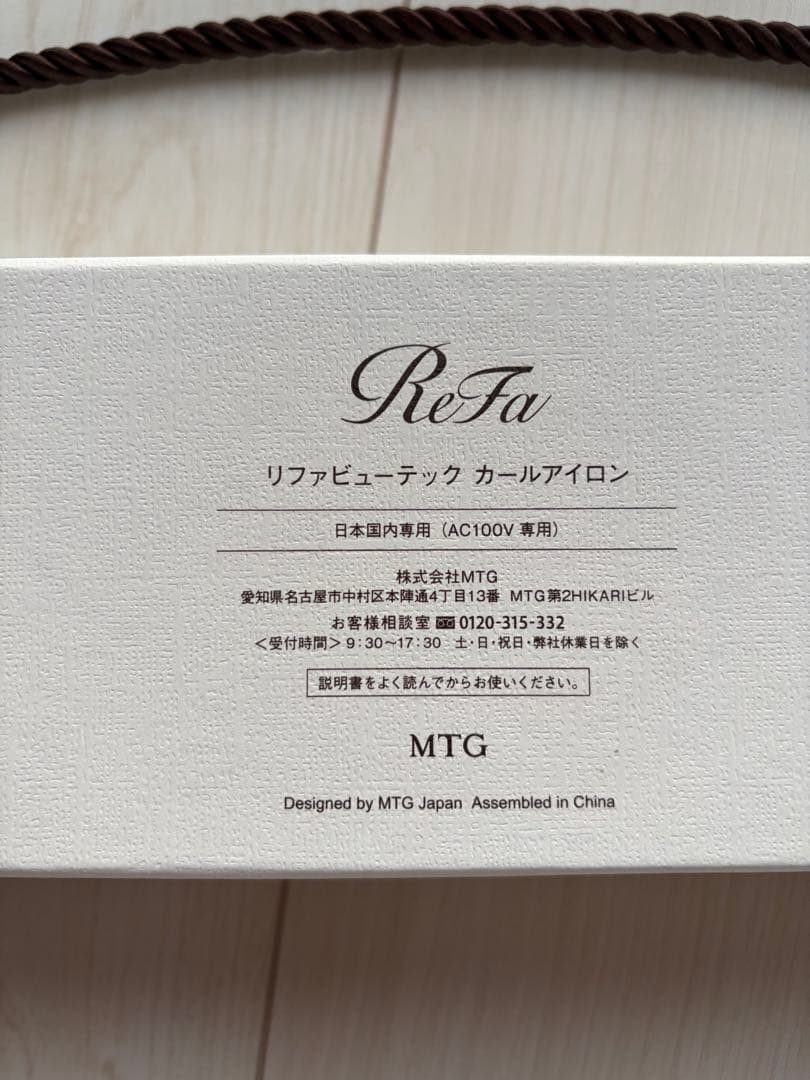 ReFa
リファビューテック カールアイロン
日本国内専用（AC100V 専用）
株式会社MTG
愛知県名古屋市中村区本陣通4丁目13番 MTG第2HIKARIビル
お客様相談室 0120-315-332
＜受付時間＞9:30～17:30 土・日・祝日・弊社休業日を除く
説明書をよく読んでからお使いください。
MTG
Designed by MTG Japan Assembled in China